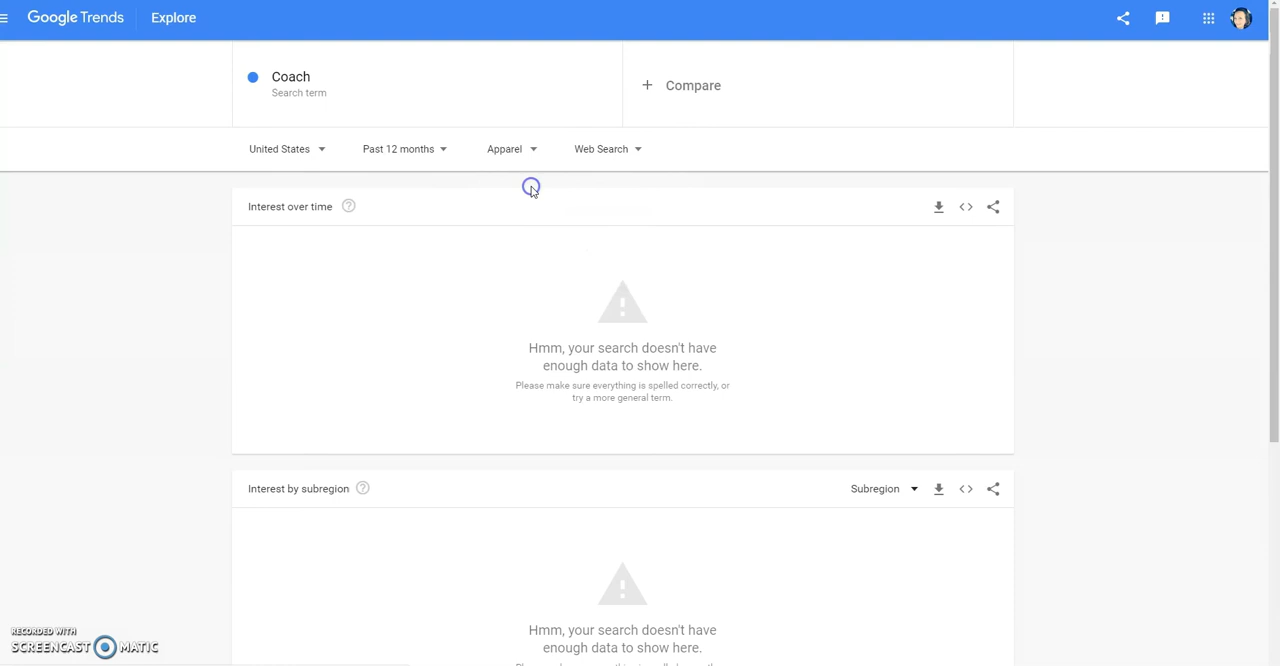 Google Trends Explore
Coach
Search term
+ Compare
United States Past 12 months Apparel Web Search
Interest over time ?
Hmm, your search doesn't have
enough data to show here.
Please make sure everything is spelled correctly, or
try a more general term.
Interest by subregion ? Subregion
Hmm, your search doesn't have
enough data to show here.
RECORDED WITH
SCREENCAST MATIC